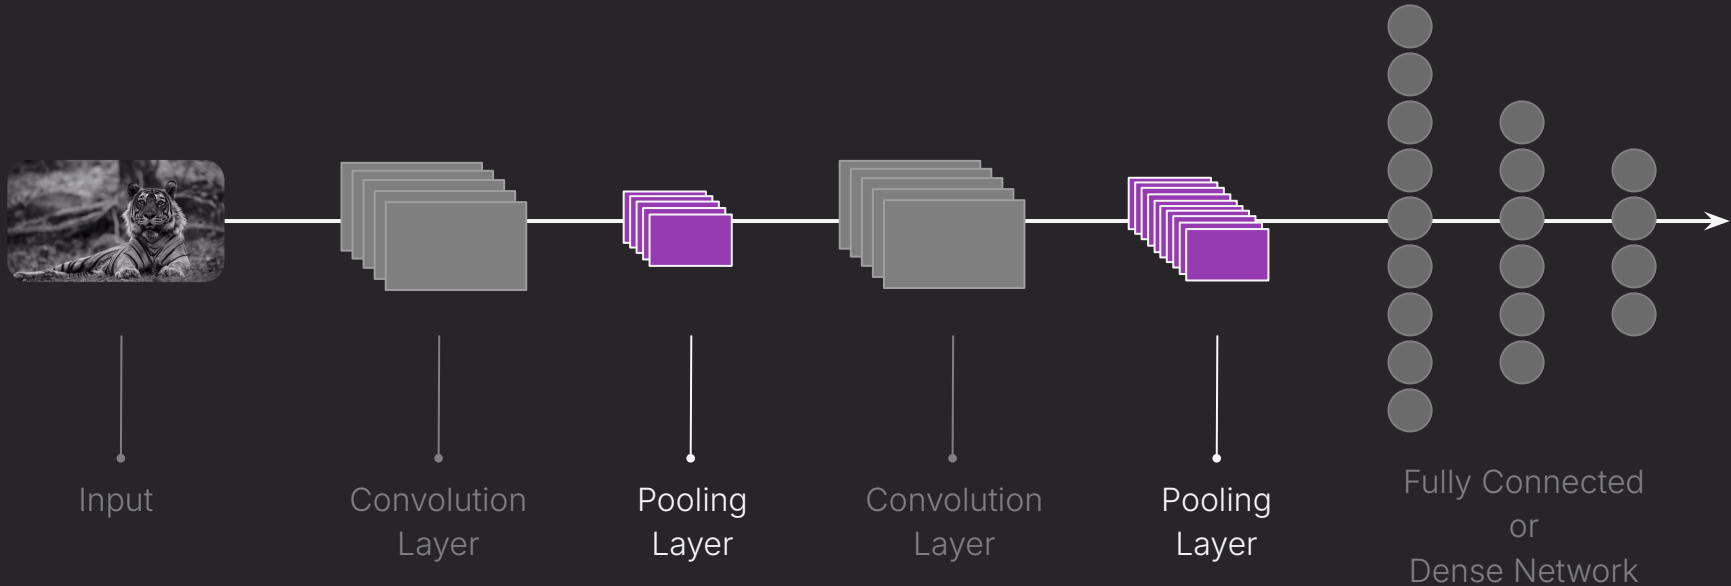 Input
Convolution
Layer
Pooling
Layer
Convolution
Layer
Pooling
Layer
Fully Connected
or
Dense Network